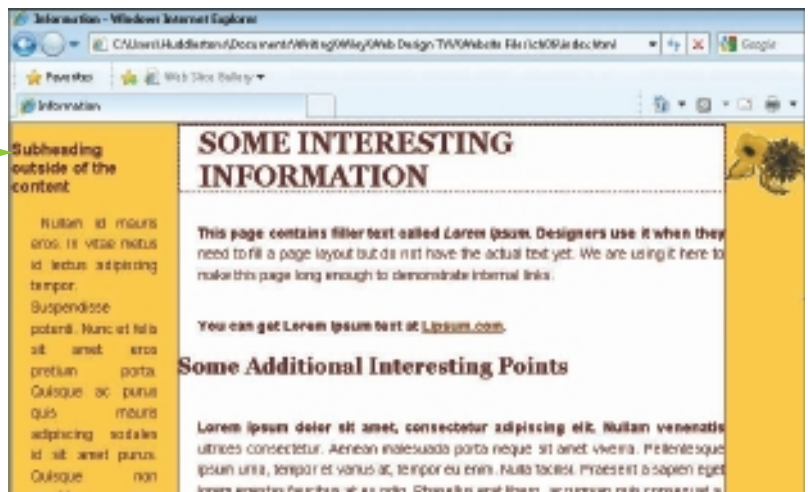 Information - Windows Internet Explorer
Google
Favorites Web Slice Gallery
Information
Subheading
outside of the
content
Nullam id mauris
eros. In vitae metus
id lectus adipiscing
tempor.
Suspendisse
potenti. Nunc et felis
sit amet eros
pretium porta.
Quisque ac purus
quis mauris
adipiscing sodales
id sit amet purus.
Quisque non
SOME INTERESTING
INFORMATION
This page contains filler text called Lorem Ipsum. Designers use it when they
need to fill a page layout but do not have the actual text yet. We are using it here to
make this page long enough to demonstrate internal links.
You can get Lorem Ipsum text at Lipsum.com.
Some Additional Interesting Points
Lorem ipsum dolor sit amet, consectetur adipiscing elit. Nullam venenatis
ultrices consectetur. Aenean malesuada porta neque sit amet viverra. Pellentesque
ipsum urna, tempor et varius at, tempor eu enim. Nulla facilisi. Praesent a sapien eget